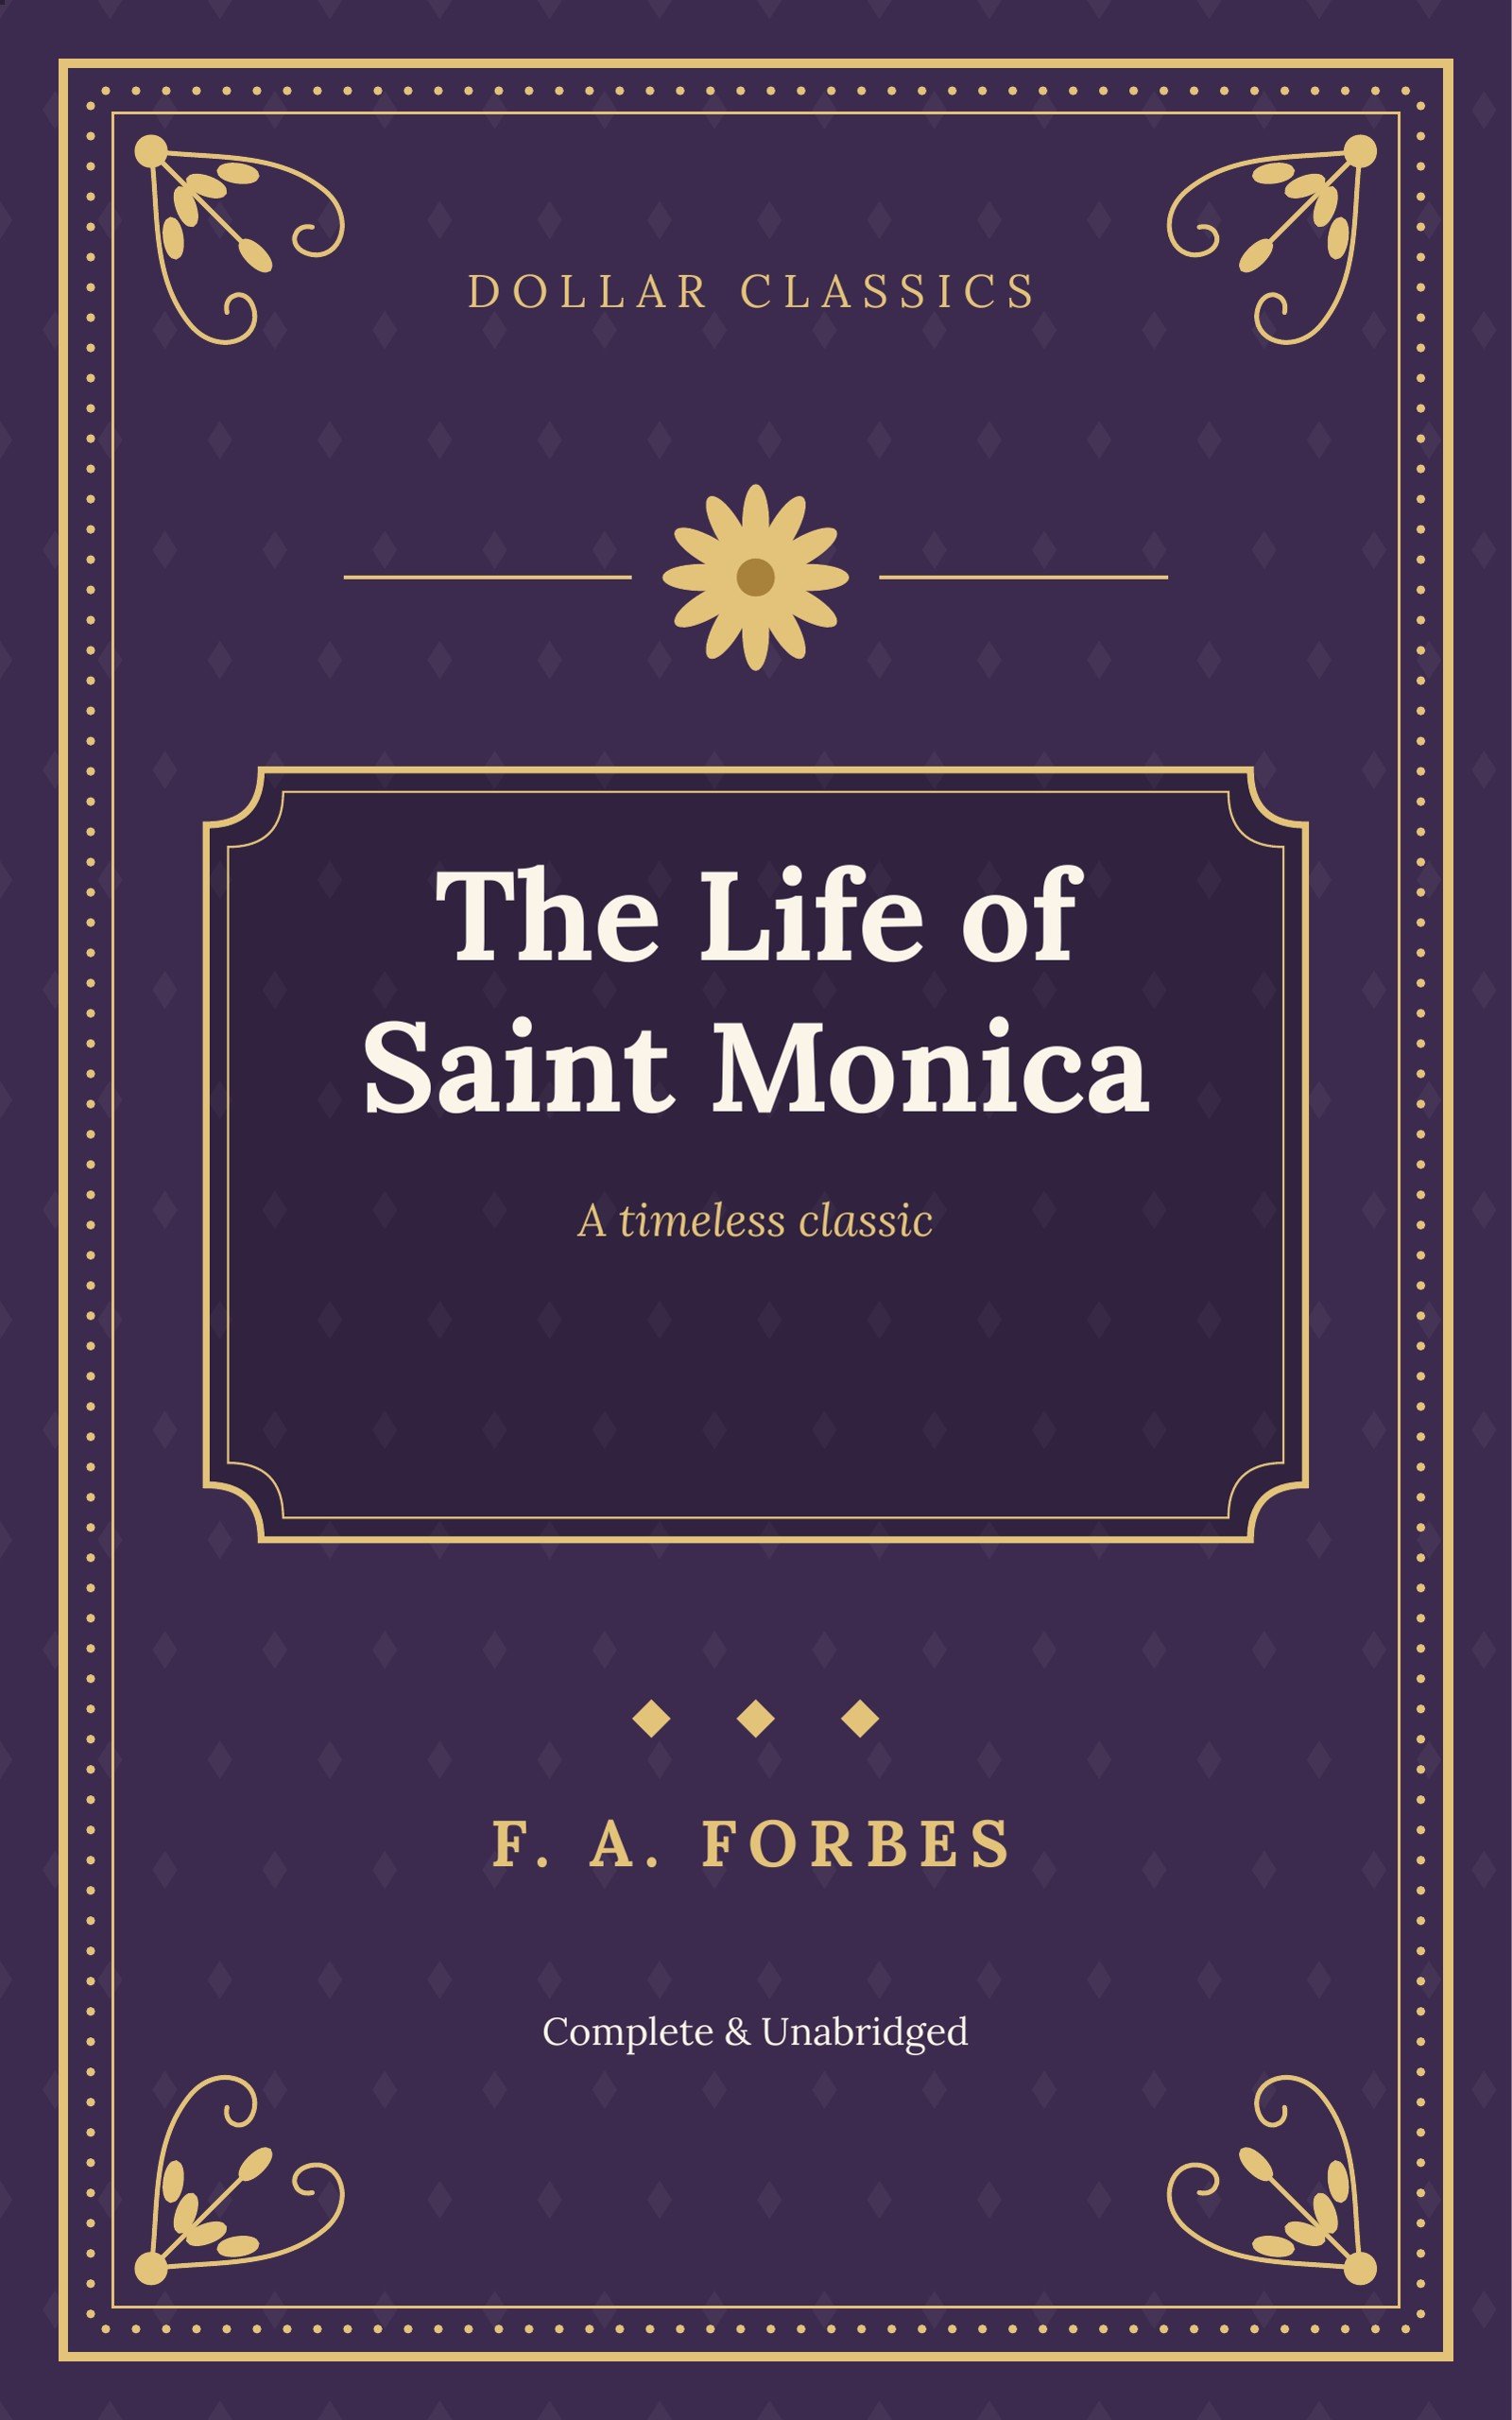 DOLLAR CLASSICS
The Life of
Saint Monica
A timeless classic
F. A. FORBES
Complete & Unabridged